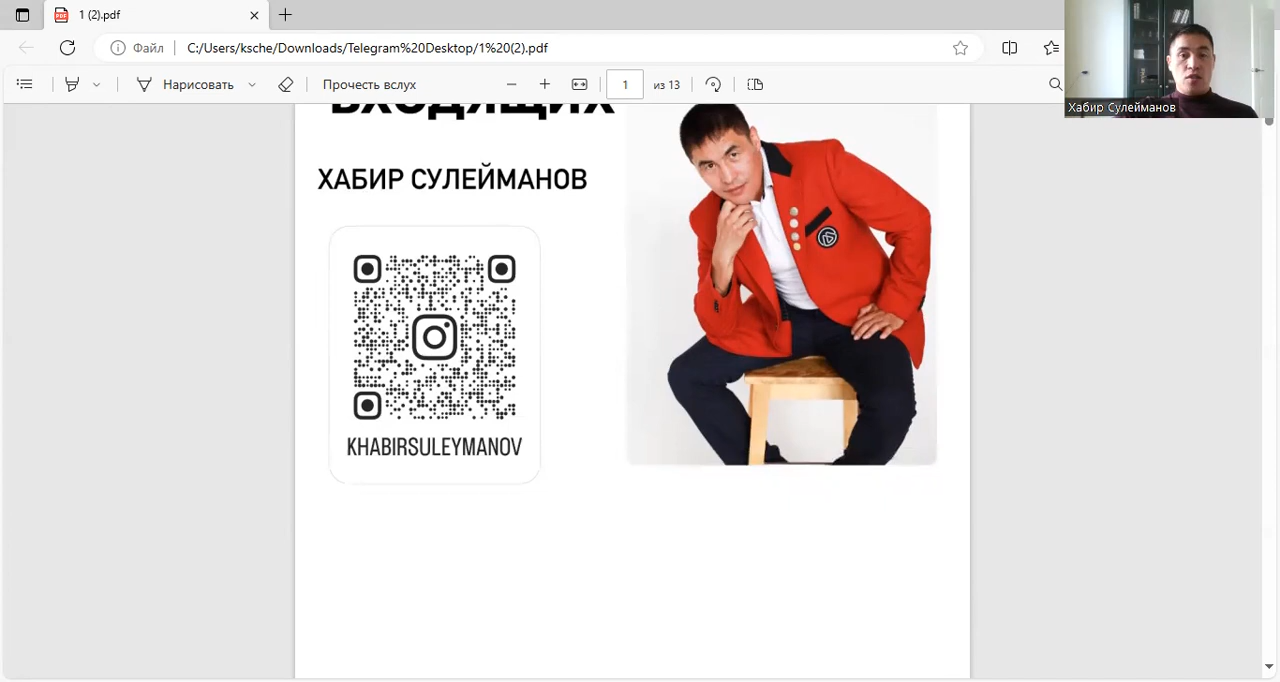 1 (2).pdf
Файл
C:/Users/ksche/Downloads/Telegram%20Desktop/1%20(2).pdf
Нарисовать
Прочесть вслух
1
из 13
Хабир Сулейманов
ВХОДЯЩИХ
ХАБИР СУЛЕЙМАНОВ
KHABIRSULEYMANOV